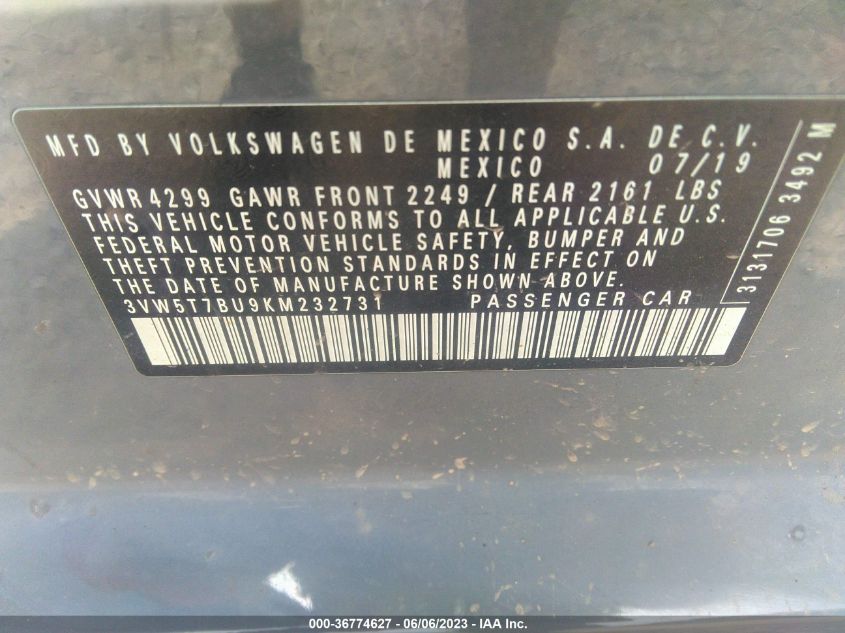 MFD BY VOLKSWAGEN DE MEXICO S.A. DE C.V.
MEXICO 07/19
GVWR 4299 GAWR FRONT 2249 / REAR 2161 LBS
THIS VEHICLE CONFORMS TO ALL APPLICABLE U.S.
FEDERAL MOTOR VEHICLE SAFETY, BUMPER AND
THEFT PREVENTION STANDARDS IN EFFECT ON
THE DATE OF MANUFACTURE SHOWN ABOVE.
3VW5T7BU9KM232731 PASSENGER CAR
3131706 3492 M
000-36774627 - 06/06/2023 - IAA Inc.